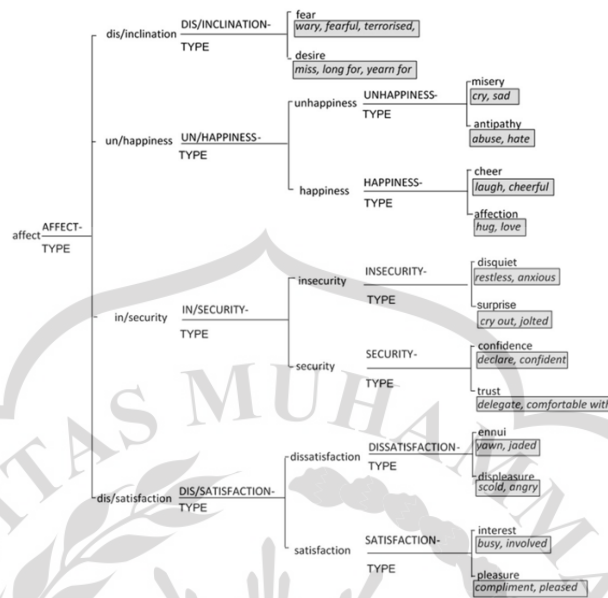 fear
dis/inclination DIS/INCLINATION-
TYPE
wary, fearful, terrorised,
desire
miss, long for, yearn for
misery
unhappiness UNHAPPINESS-
TYPE
cry, sad
antipathy
abuse, hate
un/happiness UN/HAPPINESS-
TYPE
cheer
happiness HAPPINESS-
TYPE
laugh, cheerful
affection
hug, love
affect AFFECT-
TYPE
disquiet
insecurity INSECURITY-
TYPE
restless, anxious
surprise
cry out, jolted
in/security IN/SECURITY-
TYPE
confidence
security SECURITY-
TYPE
declare, confident
trust
delegate, comfortable with
ennui
dissatisfaction DISSATISFACTION-
TYPE
yawn, jaded
displeasure
scold, angry
dis/satisfaction DIS/SATISFACTION-
TYPE
interest
satisfaction SATISFACTION-
TYPE
busy, involved
pleasure
compliment, pleased
TAS MUHAMM